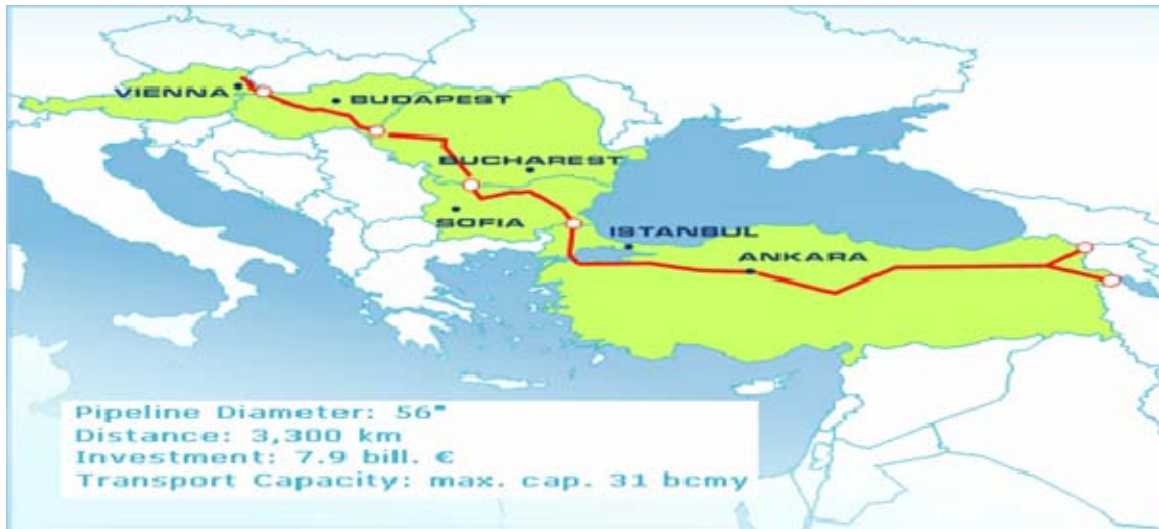 VIENNA
BUDAPEST
BUCHAREST
SOFIA
ISTANBUL
ANKARA
Pipeline Diameter: 56"
Distance: 3,300 km
Investment: 7.9 bill. €
Transport Capacity: max. cap. 31 bcmy